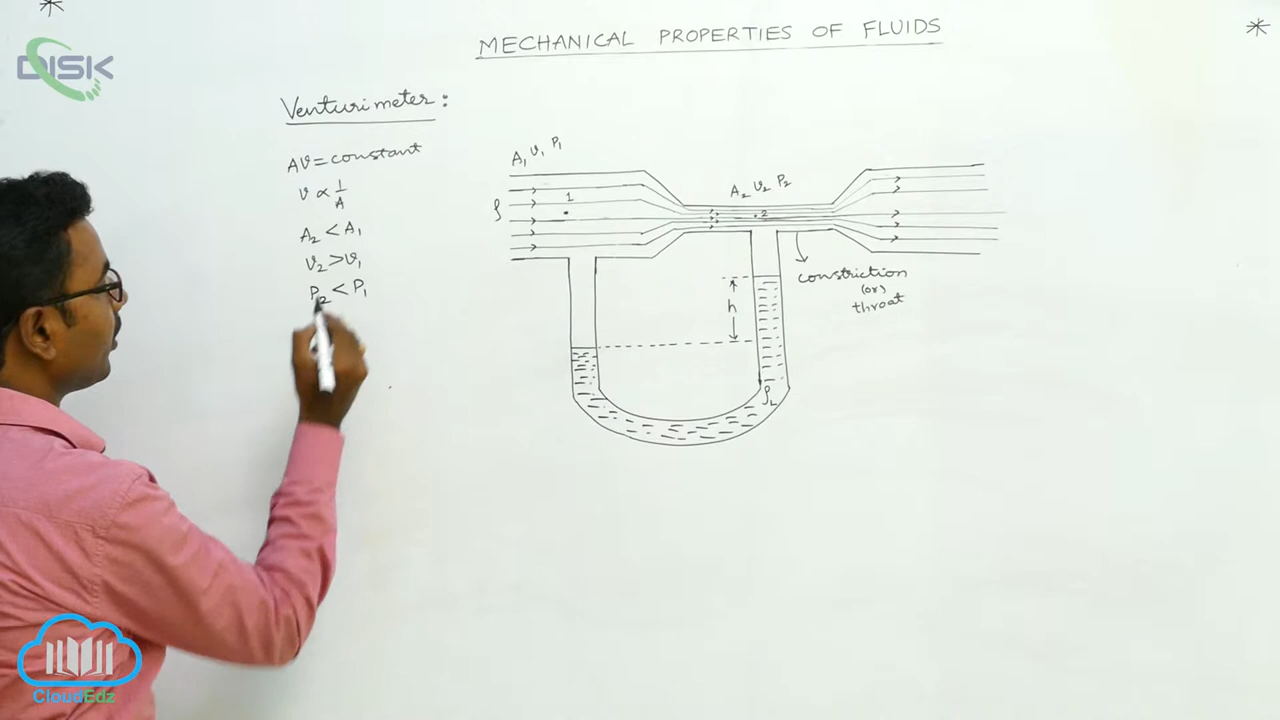 MECHANICAL PROPERTIES OF FLUIDS
DISK
Venturimeter:
Av = constant
v ∝ 1/A
A₂ < A₁
v₂ > v₁
P₂ < P₁
A₁ v₁ P₁
ρ
1
A₂ v₂ P₂
2
constriction
(or)
throat
h
ρL
CloudEdz